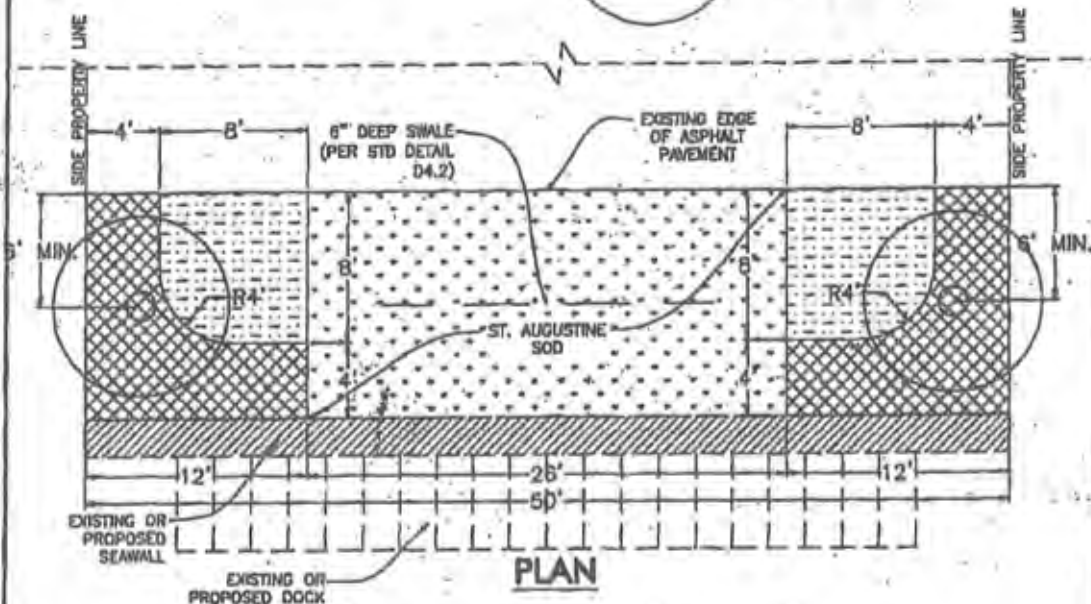 SIDE PROPERTY LINE
SIDE PROPERTY LINE
4'
8'
6" DEEP SWALE
(PER STD DETAIL
D4.2)
EXISTING EDGE
OF ASPHALT
PAVEMENT
8'
4'
6' MIN.
8'
8'
6' MIN.
R4'
R4'
ST. AUGUSTINE
SOD
4'
4'
12'
26'
12'
50'
EXISTING OR
PROPOSED
SEAWALL
EXISTING OR
PROPOSED DOCK
PLAN